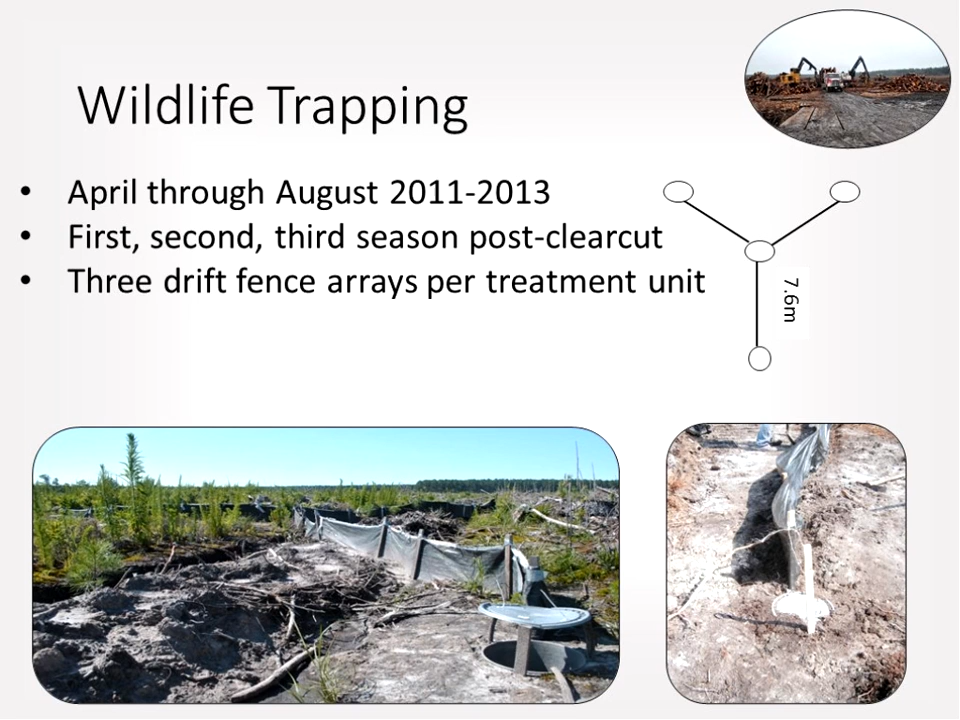 Wildlife Trapping
• April through August 2011-2013
• First, second, third season post-clearcut
• Three drift fence arrays per treatment unit
7.6m